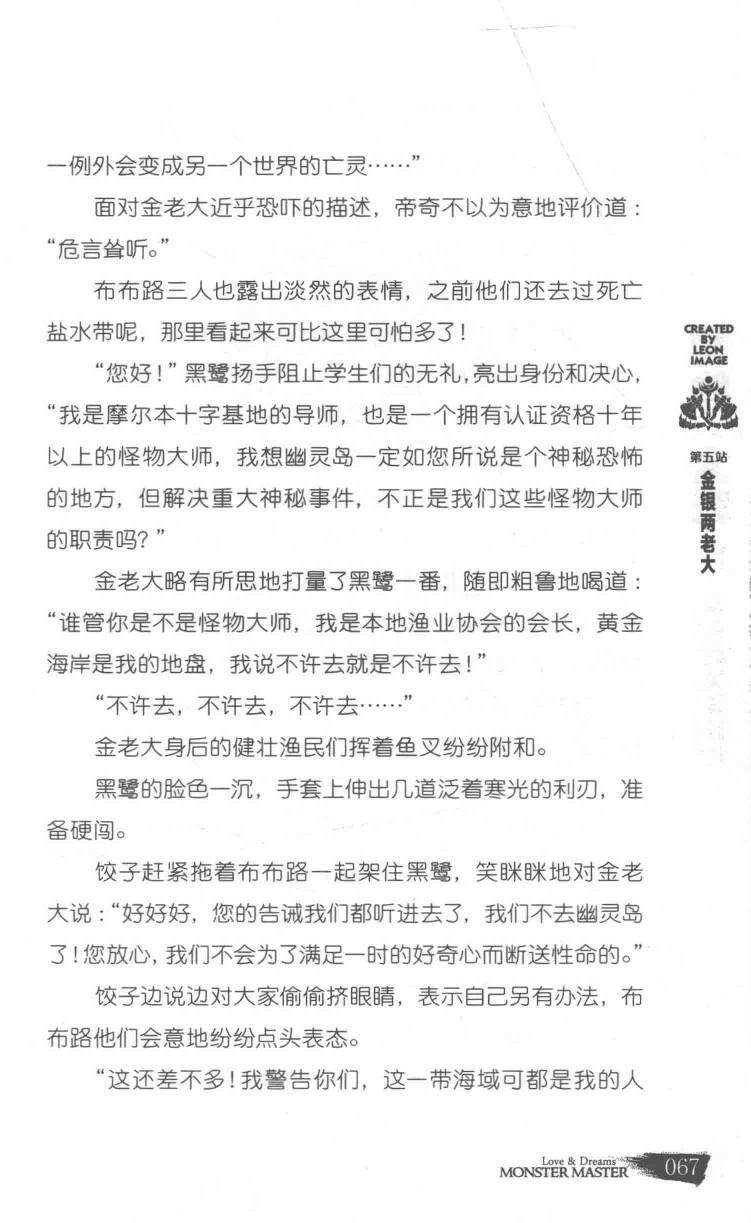 一例外会变成另一个世界的亡灵……”
面对金老大近乎恐吓的描述，帝奇不以为意地评价道：
“危言耸听。”
布布路三人也露出淡然的表情，之前他们还去过死亡
盐水带呢，那里看起来可比这里可怕多了！
“您好！”黑鹭扬手阻止学生们的无礼，亮出身份和决心，
“我是摩尔本十字基地的导师，也是一个拥有认证资格十年
以上的怪物大师，我想幽灵岛一定如您所说是个神秘恐怖
的地方，但解决重大神秘事件，不正是我们这些怪物大师
的职责吗？”
金老大略有所思地打量了黑鹭一番，随即粗鲁地喝道：
“谁管你是不是怪物大师，我是本地渔业协会的会长，黄金
海岸是我的地盘，我说不许去就是不许去！”
“不许去，不许去，不许去……”
金老大身后的健壮渔民们挥着鱼叉纷纷附和。
黑鹭的脸色一沉，手套上伸出几道泛着寒光的利刃，准
备硬闯。
饺子赶紧拖着布布路一起架住黑鹭，笑眯眯地对金老
大说：“好好好，您的告诫我们都听进去了，我们不去幽灵岛
了！您放心，我们不会为了满足一时的好奇心而断送性命的。”
饺子边说边对大家偷偷挤眼睛，表示自己另有办法，布
布路他们会意地纷纷点头表态。
“这还差不多！我警告你们，这一带海域可都是我的人
CREATED
BY
LEON
IMAGE
第五站
金银两老大
Love & Dreams
MONSTER MASTER
067